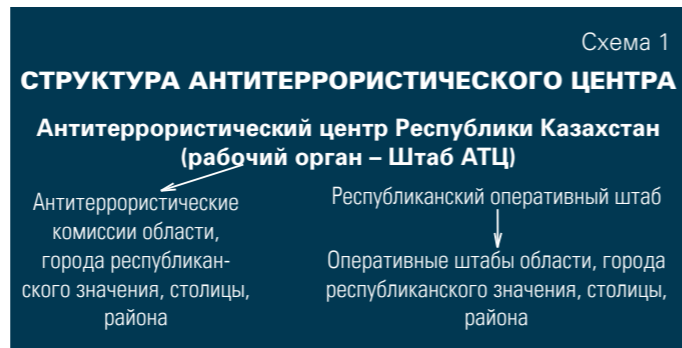 Схема 1
СТРУКТУРА АНТИТЕРРОРИСТИЧЕСКОГО ЦЕНТРА
Антитеррористический центр Республики Казахстан
(рабочий орган – Штаб АТЦ)
Антитеррористические
комиссии области,
города республикан-
ского значения, столицы,
района
Республиканский оперативный штаб
Оперативные штабы области, города
республиканского значения, столицы,
района